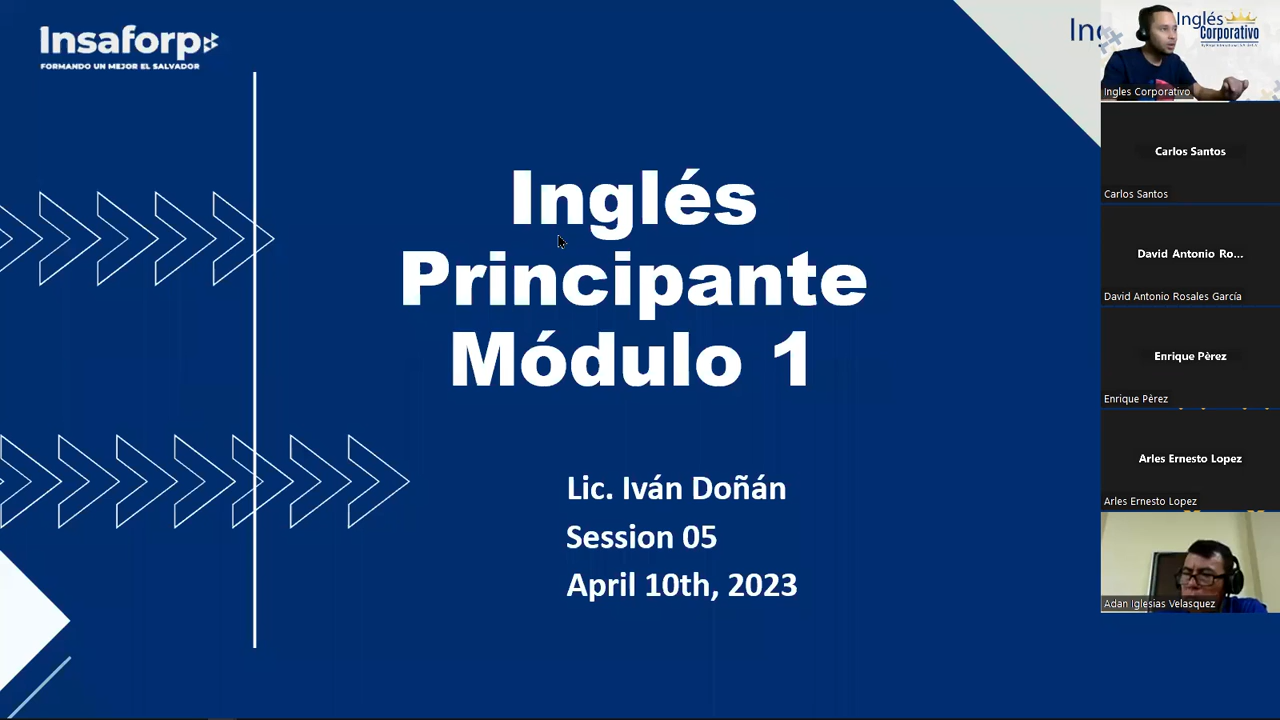 Insaforp
FORMANDO UN MEJOR EL SALVADOR
Inglés
Principante
Módulo 1
Lic. Iván Doñán
Session 05
April 10th, 2023
Inglés
Corporativo
Ingles Corporativo
Carlos Santos
Carlos Santos
David Antonio Ro...
David Antonio Rosales García
Enrique Pèrez
Enrique Pèrez
Arles Ernesto Lopez
Arles Ernesto Lopez
Adan Iglesias Velasquez